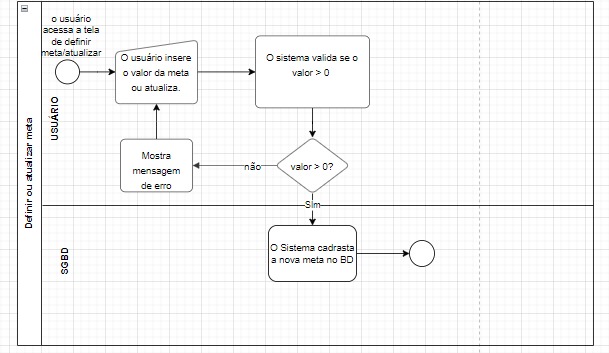 Definir ou atualizar meta
USUÁRIO
o usuário
acessa a tela
de definir
meta/atualizar
O usuário insere
o valor da meta
ou atualiza.
O sistema valida se o
valor > 0
valor > 0?
não
Mostra
mensagem
de erro
Sim
SGBD
O Sistema cadrasta
a nova meta no BD